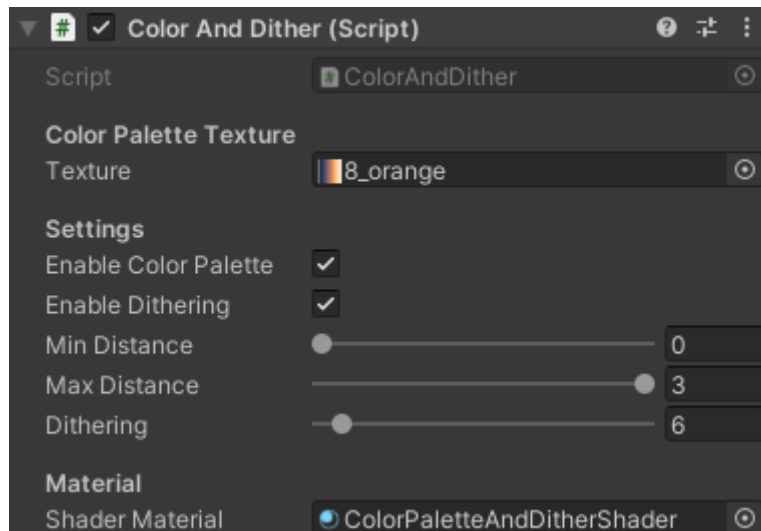 # Color And Dither (Script)
Script # ColorAndDither
Color Palette Texture
Texture 8_orange
Settings
Enable Color Palette
Enable Dithering
Min Distance 0
Max Distance 3
Dithering 6
Material
Shader Material ColorPaletteAndDitherShader